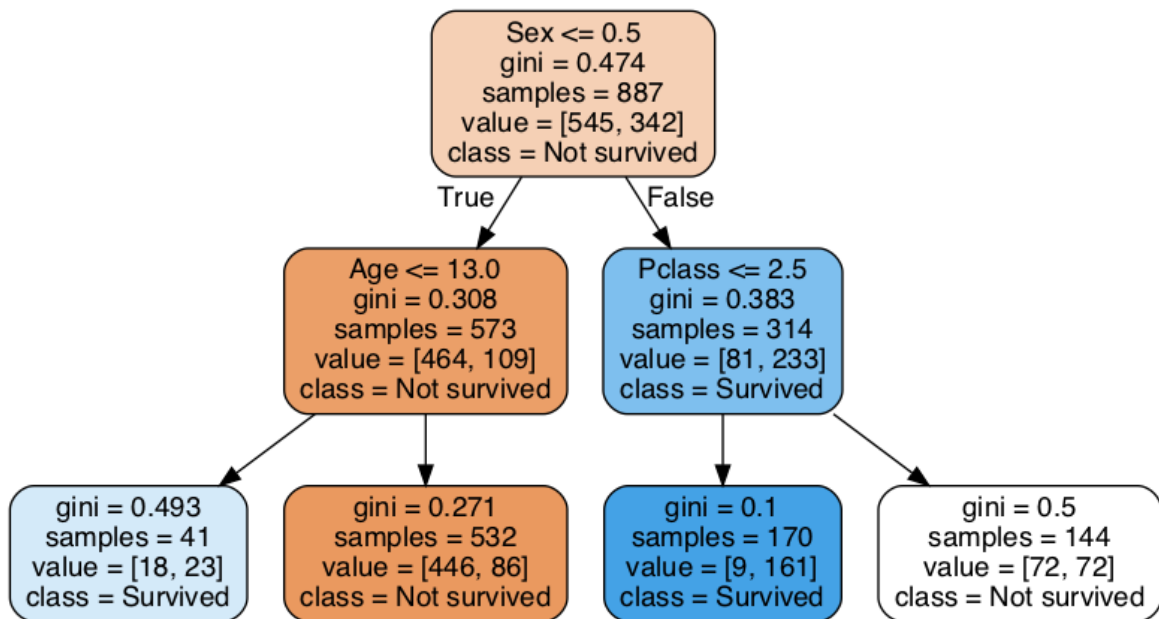 Sex <= 0.5
gini = 0.474
samples = 887
value = [545, 342]
class = Not survived
True
False
Age <= 13.0
gini = 0.308
samples = 573
value = [464, 109]
class = Not survived
Pclass <= 2.5
gini = 0.383
samples = 314
value = [81, 233]
class = Survived
gini = 0.493
samples = 41
value = [18, 23]
class = Survived
gini = 0.271
samples = 532
value = [446, 86]
class = Not survived
gini = 0.1
samples = 170
value = [9, 161]
class = Survived
gini = 0.5
samples = 144
value = [72, 72]
class = Not survived